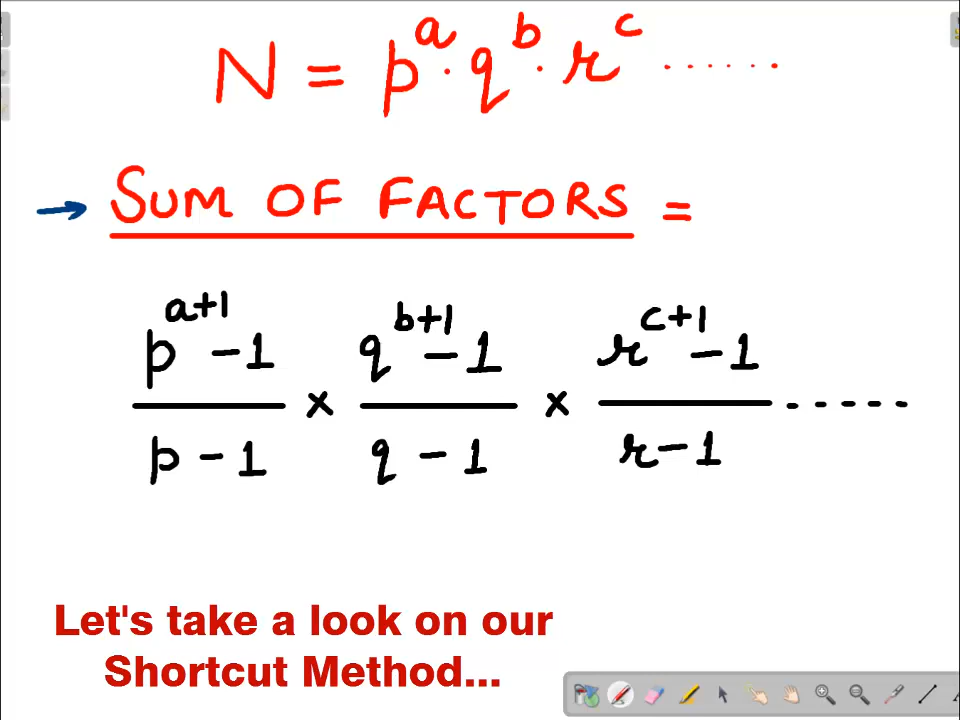 N = p^a · q^b · r^c ......
→ SUM OF FACTORS =
p^(a+1) - 1 / p - 1 × q^(b+1) - 1 / q - 1 × r^(c+1) - 1 / r - 1 -----
Let's take a look on our
Shortcut Method...